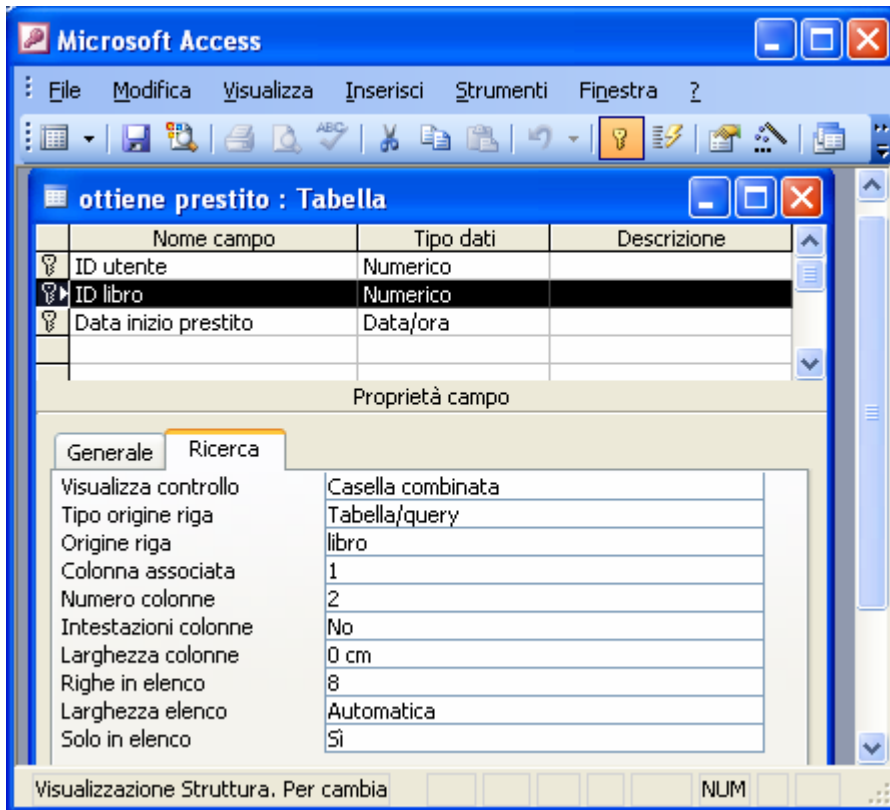 Microsoft Access
File Modifica Visualizza Inserisci Strumenti Finestra ?
ABC
ottiene prestito : Tabella
Nome campo Tipo dati Descrizione
ID utente Numerico
ID libro Numerico
Data inizio prestito Data/ora
Proprietà campo
Generale Ricerca
Visualizza controllo Casella combinata
Tipo origine riga Tabella/query
Origine riga libro
Colonna associata 1
Numero colonne 2
Intestazioni colonne No
Larghezza colonne 0 cm
Righe in elenco 8
Larghezza elenco Automatica
Solo in elenco Sì
Visualizzazione Struttura. Per cambia NUM